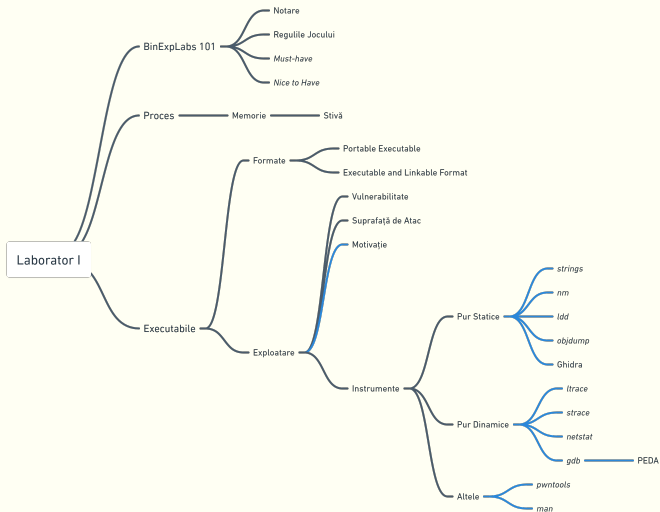 Laborator I
BinExpLabs 101
Notare
Regulile Jocului
Must-have
Nice to Have
Proces
Memorie
Stivă
Executabile
Formate
Portable Executable
Executable and Linkable Format
Exploatare
Vulnerabilitate
Suprafață de Atac
Motivație
Instrumente
Pur Statice
strings
nm
ldd
objdump
Ghidra
Pur Dinamice
ltrace
strace
netstat
gdb
PEDA
Altele
pwntools
man